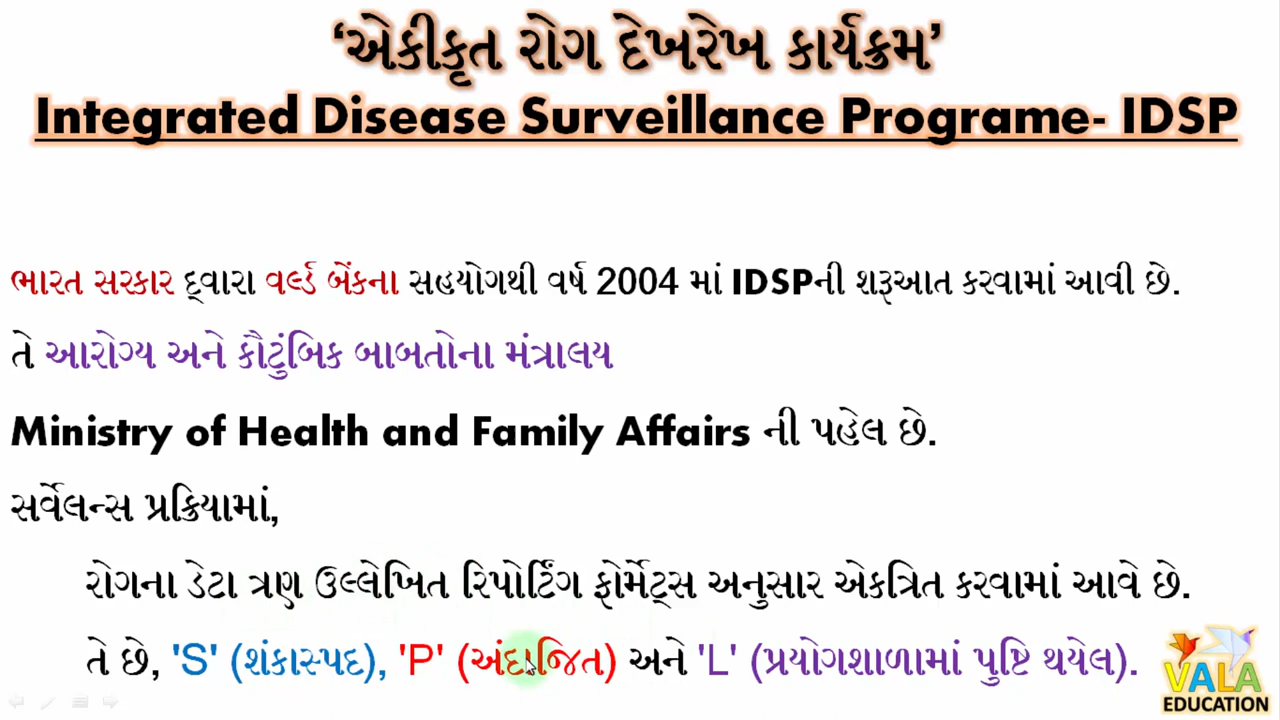 ‘એકીકૃત રોગ દેખરેખ કાર્યક્રમ’
Integrated Disease Surveillance Programe- IDSP
ભારત સરકાર દ્વારા વર્લ્ડ બેંકના સહયોગથી વર્ષ 2004 માં IDSPની શરૂઆત કરવામાં આવી છે.
તે આરોગ્ય અને કૌટુંબિક બાબતોના મંત્રાલય
Ministry of Health and Family Affairs ની પહેલ છે.
સર્વેલન્સ પ્રક્રિયામાં,
રોગના ડેટા ત્રણ ઉલ્લેખિત રિપોર્ટિંગ ફોર્મેટ્સ અનુસાર એકત્રિત કરવામાં આવે છે.
તે છે, 'S' (શંકાસ્પદ), 'P' (અંદાજિત) અને 'L' (પ્રયોગશાળામાં પુષ્ટિ થયેલ).
VALA
EDUCATION